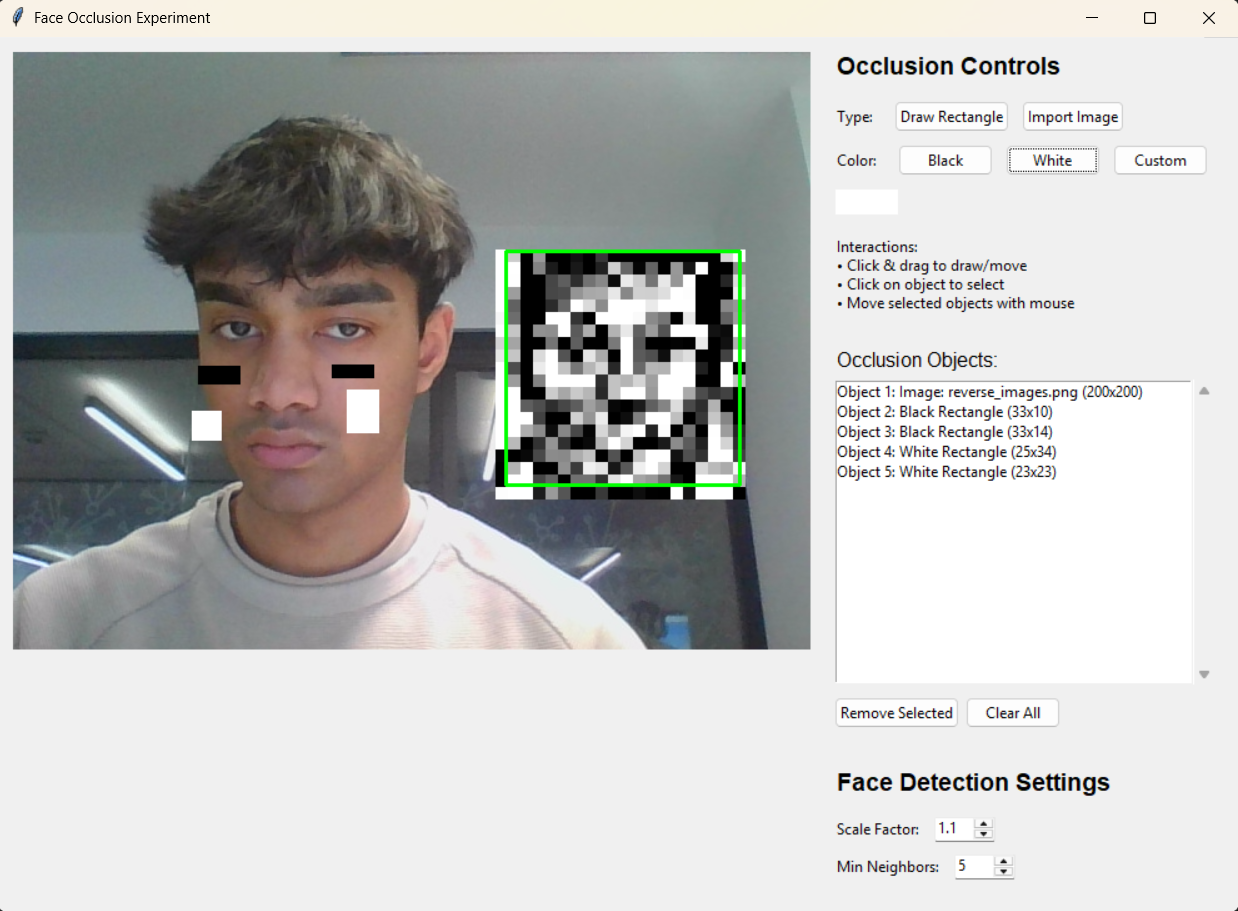 Face Occlusion Experiment
Occlusion Controls
Type: Draw Rectangle Import Image
Color: Black White Custom
Interactions:
• Click & drag to draw/move
• Click on object to select
• Move selected objects with mouse
Occlusion Objects:
Object 1: Image: reverse_images.png (200x200)
Object 2: Black Rectangle (33x10)
Object 3: Black Rectangle (33x14)
Object 4: White Rectangle (25x34)
Object 5: White Rectangle (23x23)
Remove Selected Clear All
Face Detection Settings
Scale Factor: 1.1
Min Neighbors: 5